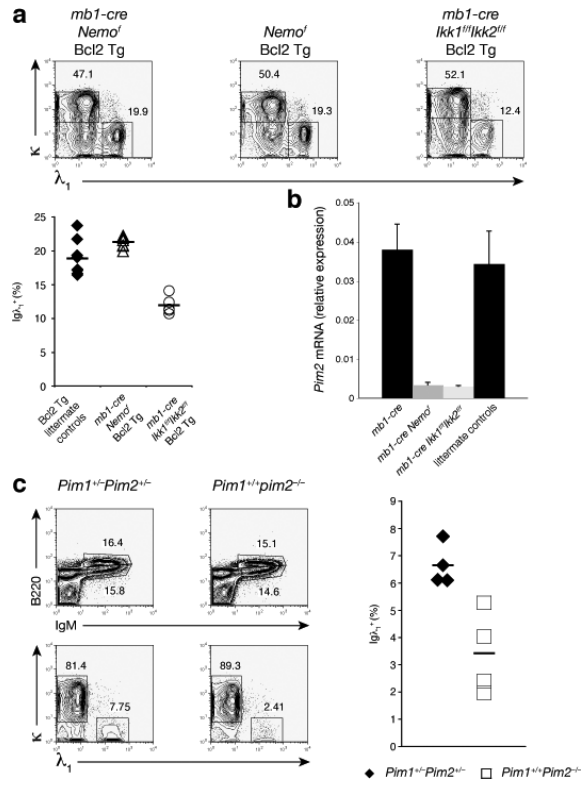 a
mb1-cre
Nemoᶠ
Bcl2 Tg
Nemoᶠ
Bcl2 Tg
mb1-cre
Ikk1ᶠ/ᶠIkk2ᶠ/ᶠ
Bcl2 Tg
47.1
19.9
50.4
19.3
52.1
12.4
κ
λ₁
Igλ₁⁺ (%)
25
20
15
10
5
0
Bcl2 Tg
littermate
controls
mb1-cre
Nemoᶠ
Bcl2 Tg
mb1-cre
Ikk1ᶠ/ᶠIkk2ᶠ/ᶠ
Bcl2 Tg
b
Pim2 mRNA (relative expression)
0.05
0.04
0.03
0.02
0.01
0
mb1-cre
mb1-cre Nemoᶠ
mb1-cre Ikk1ᶠ/ᶠIkk2ᶠ/ᶠ
littermate controls
c
Pim1⁺/⁻Pim2⁺/⁻
Pim1⁺/⁺pim2⁻/⁻
16.4
15.8
15.1
14.6
B220
IgM
81.4
7.75
89.3
2.41
κ
λ₁
Igλ₁⁺ (%)
9
8
7
6
5
4
3
2
1
0
Pim1⁺/⁻Pim2⁺/⁻
Pim1⁺/⁺Pim2⁻/⁻